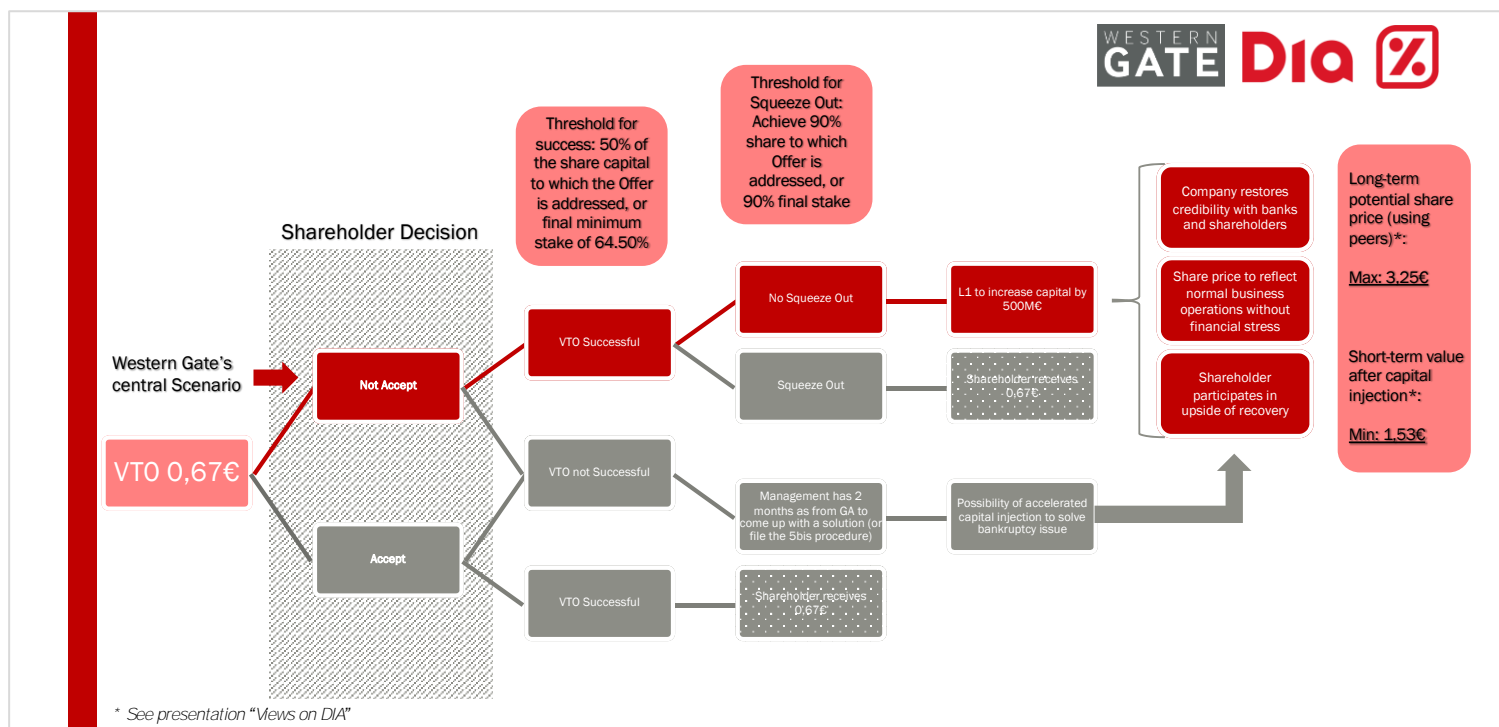 WESTERN
GATE
Dia
%
Threshold for
success: 50% of
the share capital
to which the Offer
is addressed, or
final minimum
stake of 64.50%
Threshold for
Squeeze Out:
Achieve 90%
share to which
Offer is
addressed, or
90% final stake
Shareholder Decision
Western Gate's
central Scenario
VTO 0,67€
Not Accept
Accept
VTO Successful
VTO not Successful
VTO Successful
No Squeeze Out
Squeeze Out
Management has 2
months as from GA to
come up with a solution (or
file the 5bis procedure)
Shareholder receives
0,67€
L1 to increase capital by
500M€
Shareholder receives
0,67€
Possibility of accelerated
capital injection to solve
bankruptcy issue
Company restores
credibility with banks
and shareholders
Share price to reflect
normal business
operations without
financial stress
Shareholder
participates in
upside of recovery
Long-term
potential share
price (using
peers)*:
Max: 3,25€
Short-term value
after capital
injection*:
Min: 1,53€
* See presentation "Views on DIA"